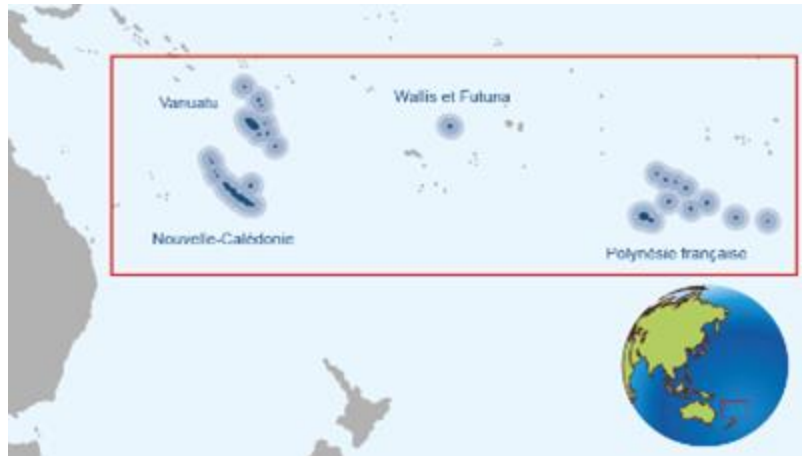 Vanuatu
Wallis et Futuna
Nouvelle-Calédonie
Polynésie française